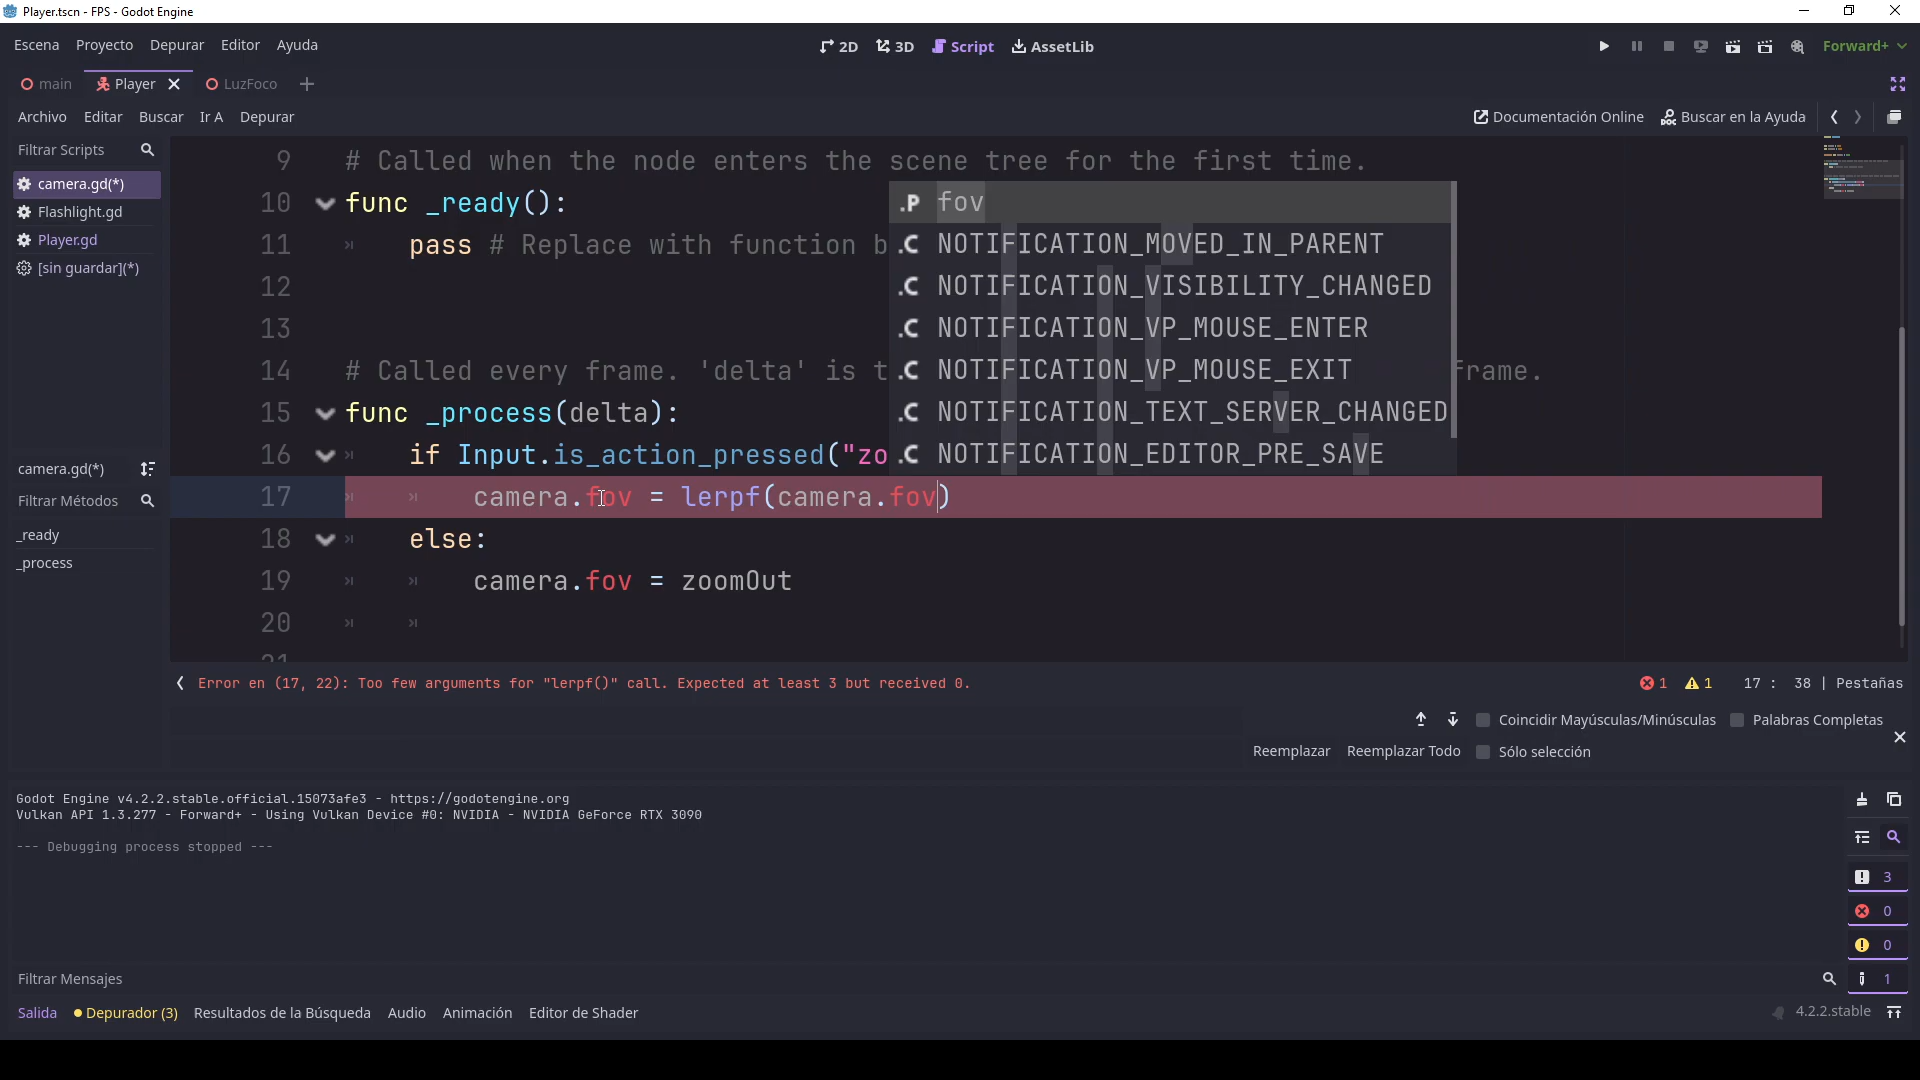 Player.tscn - FPS - Godot Engine
Escena Proyecto Depurar Editor Ayuda
2D 3D Script AssetLib
Forward+
main Player LuzFoco
Archivo Editar Buscar Ir A Depurar
Documentación Online Buscar en la Ayuda
Filtrar Scripts
camera.gd(*)
Flashlight.gd
Player.gd
[sin guardar](*)
camera.gd(*)
Filtrar Métodos
_ready
_process
9 # Called when the node enters the scene tree for the first time.
10 func _ready():
11 pass # Replace with function b
12
13
14 # Called every frame. 'delta' is t frame.
15 func _process(delta):
16 if Input.is_action_pressed("zo
17 camera.fov = lerpf(camera.fov)
18 else:
19 camera.fov = zoomOut
20
21
.P fov
.C NOTIFICATION_MOVED_IN_PARENT
.C NOTIFICATION_VISIBILITY_CHANGED
.C NOTIFICATION_VP_MOUSE_ENTER
.C NOTIFICATION_VP_MOUSE_EXIT
.C NOTIFICATION_TEXT_SERVER_CHANGED
.C NOTIFICATION_EDITOR_PRE_SAVE
Error en (17, 22): Too few arguments for "lerpf()" call. Expected at least 3 but received 0.
1 1 17 : 38 | Pestañas
Coincidir Mayúsculas/Minúsculas Palabras Completas
Reemplazar Reemplazar Todo Sólo selección
Godot Engine v4.2.2.stable.official.15073afe3 - https://godotengine.org
Vulkan API 1.3.277 - Forward+ - Using Vulkan Device #0: NVIDIA - NVIDIA GeForce RTX 3090
--- Debugging process stopped ---
3
0
0
1
Filtrar Mensajes
Salida Depurador (3) Resultados de la Búsqueda Audio Animación Editor de Shader
4.2.2.stable